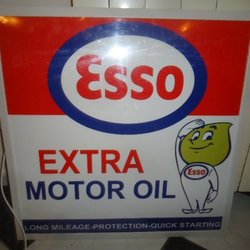 Esso
EXTRA
MOTOR OIL
Esso
LONG MILEAGE-PROTECTION-QUICK STARTING